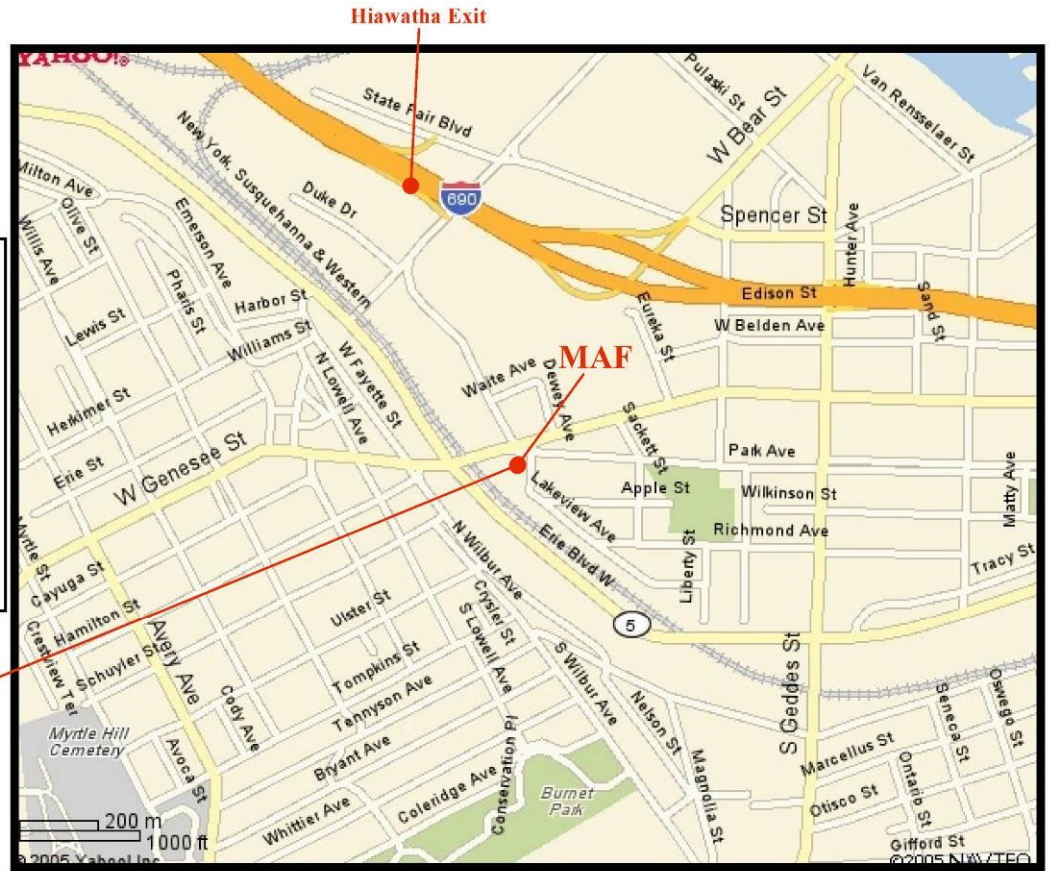 Hiawatha Exit
YAHOO!®
State Fair Blvd
Pulaski St
Van Rensselaer St
W Bear St
New York, Susquehanna & Western
Milton Ave
Olive St
Willis Ave
Emerson Ave
Duke Dr
690
Spencer St
Hunter Ave
Pharis St
Harbor St
Edison St
Sand St
Lewis St
Williams St
Eureka St
W Belden Ave
N Lowell Ave
W Fayette St
MAF
Waite Ave
Dewey Ave
Herkimer St
Sackett St
Erie St
W Genesee St
Park Ave
Matty Ave
Lakeview Ave
Apple St
Wilkinson St
Richmond Ave
Myrtle St
Erie Blvd W
N Wilbur Ave
Liberty St
Tracy St
Cayuga St
Hamilton St
Crestview Ter
Schuyler St
Avery Ave
Ulster St
Crysler St
S Lowell Ave
5
S Geddes St
Tompkins St
S Wilbur Ave
Tennyson Ave
Cody Ave
Nelson St
Seneca St
Oswego St
Myrtle Hill
Cemetery
Avoca St
Bryant Ave
Conservation Pl
Marcellus St
Ontario St
Coleridge Ave
Burnet
Park
Magnolia St
Otisco St
Whittier Ave
Gifford St
200 m
1000 ft
2005 Yahoo! Inc
©2005 NAVTEQ